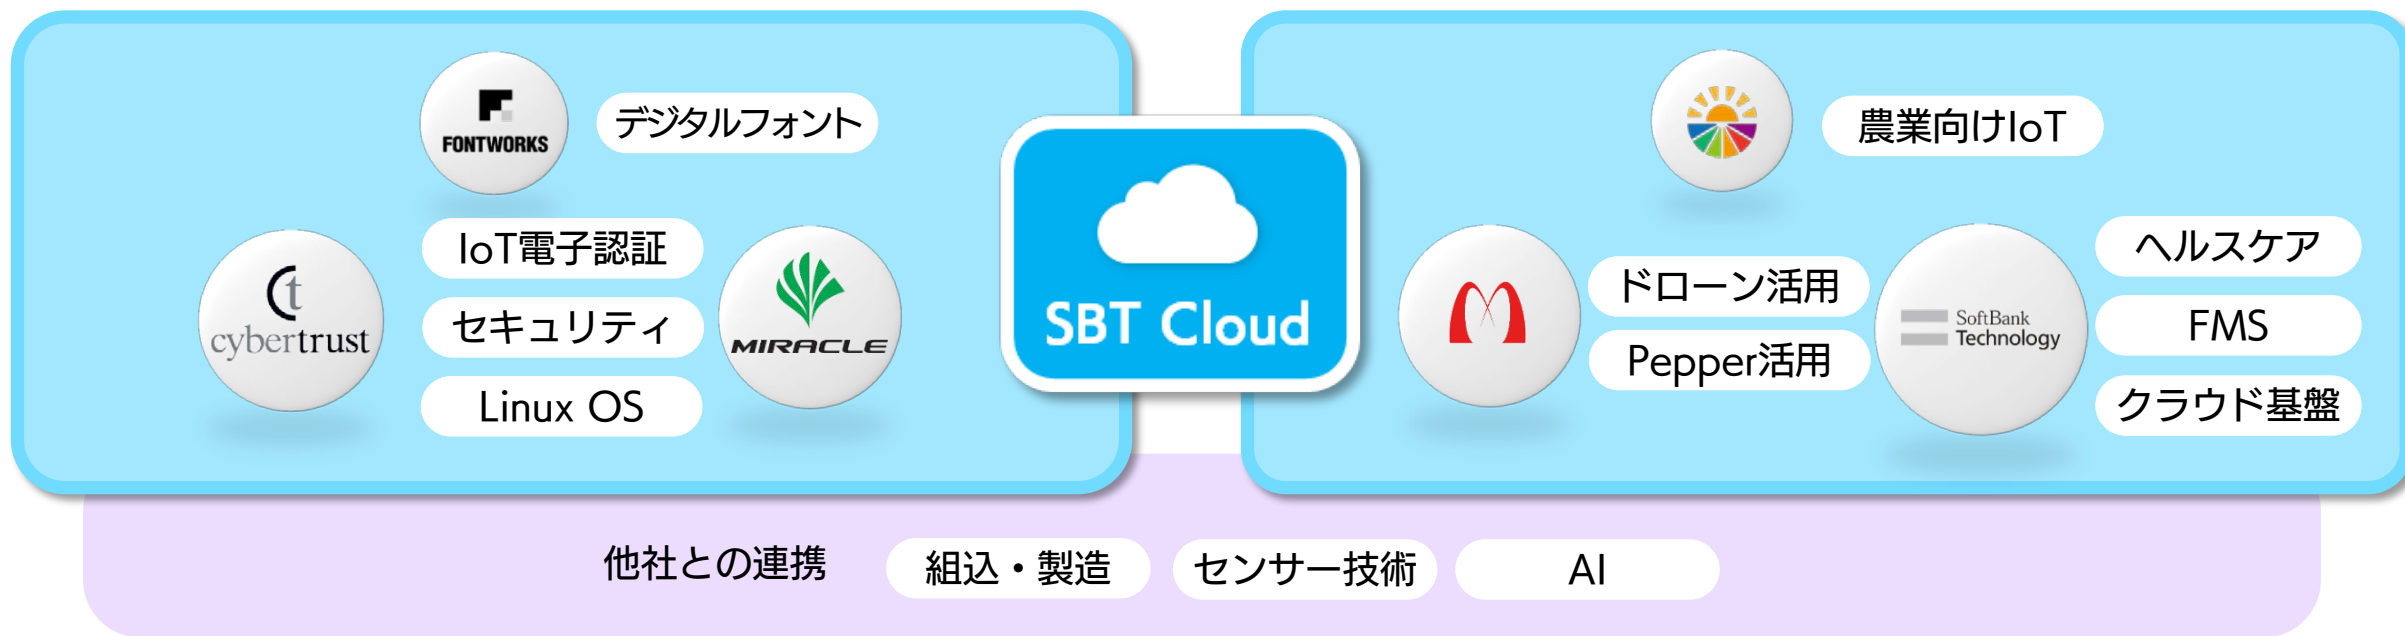 FONTWORKS
デジタルフォント
cybertrust
IoT電子認証
セキュリティ
Linux OS
MIRACLE
SBT Cloud
農業向けIoT
ドローン活用
Pepper活用
SoftBank
Technology
ヘルスケア
FMS
クラウド基盤
他社との連携
組込・製造
センサー技術
AI